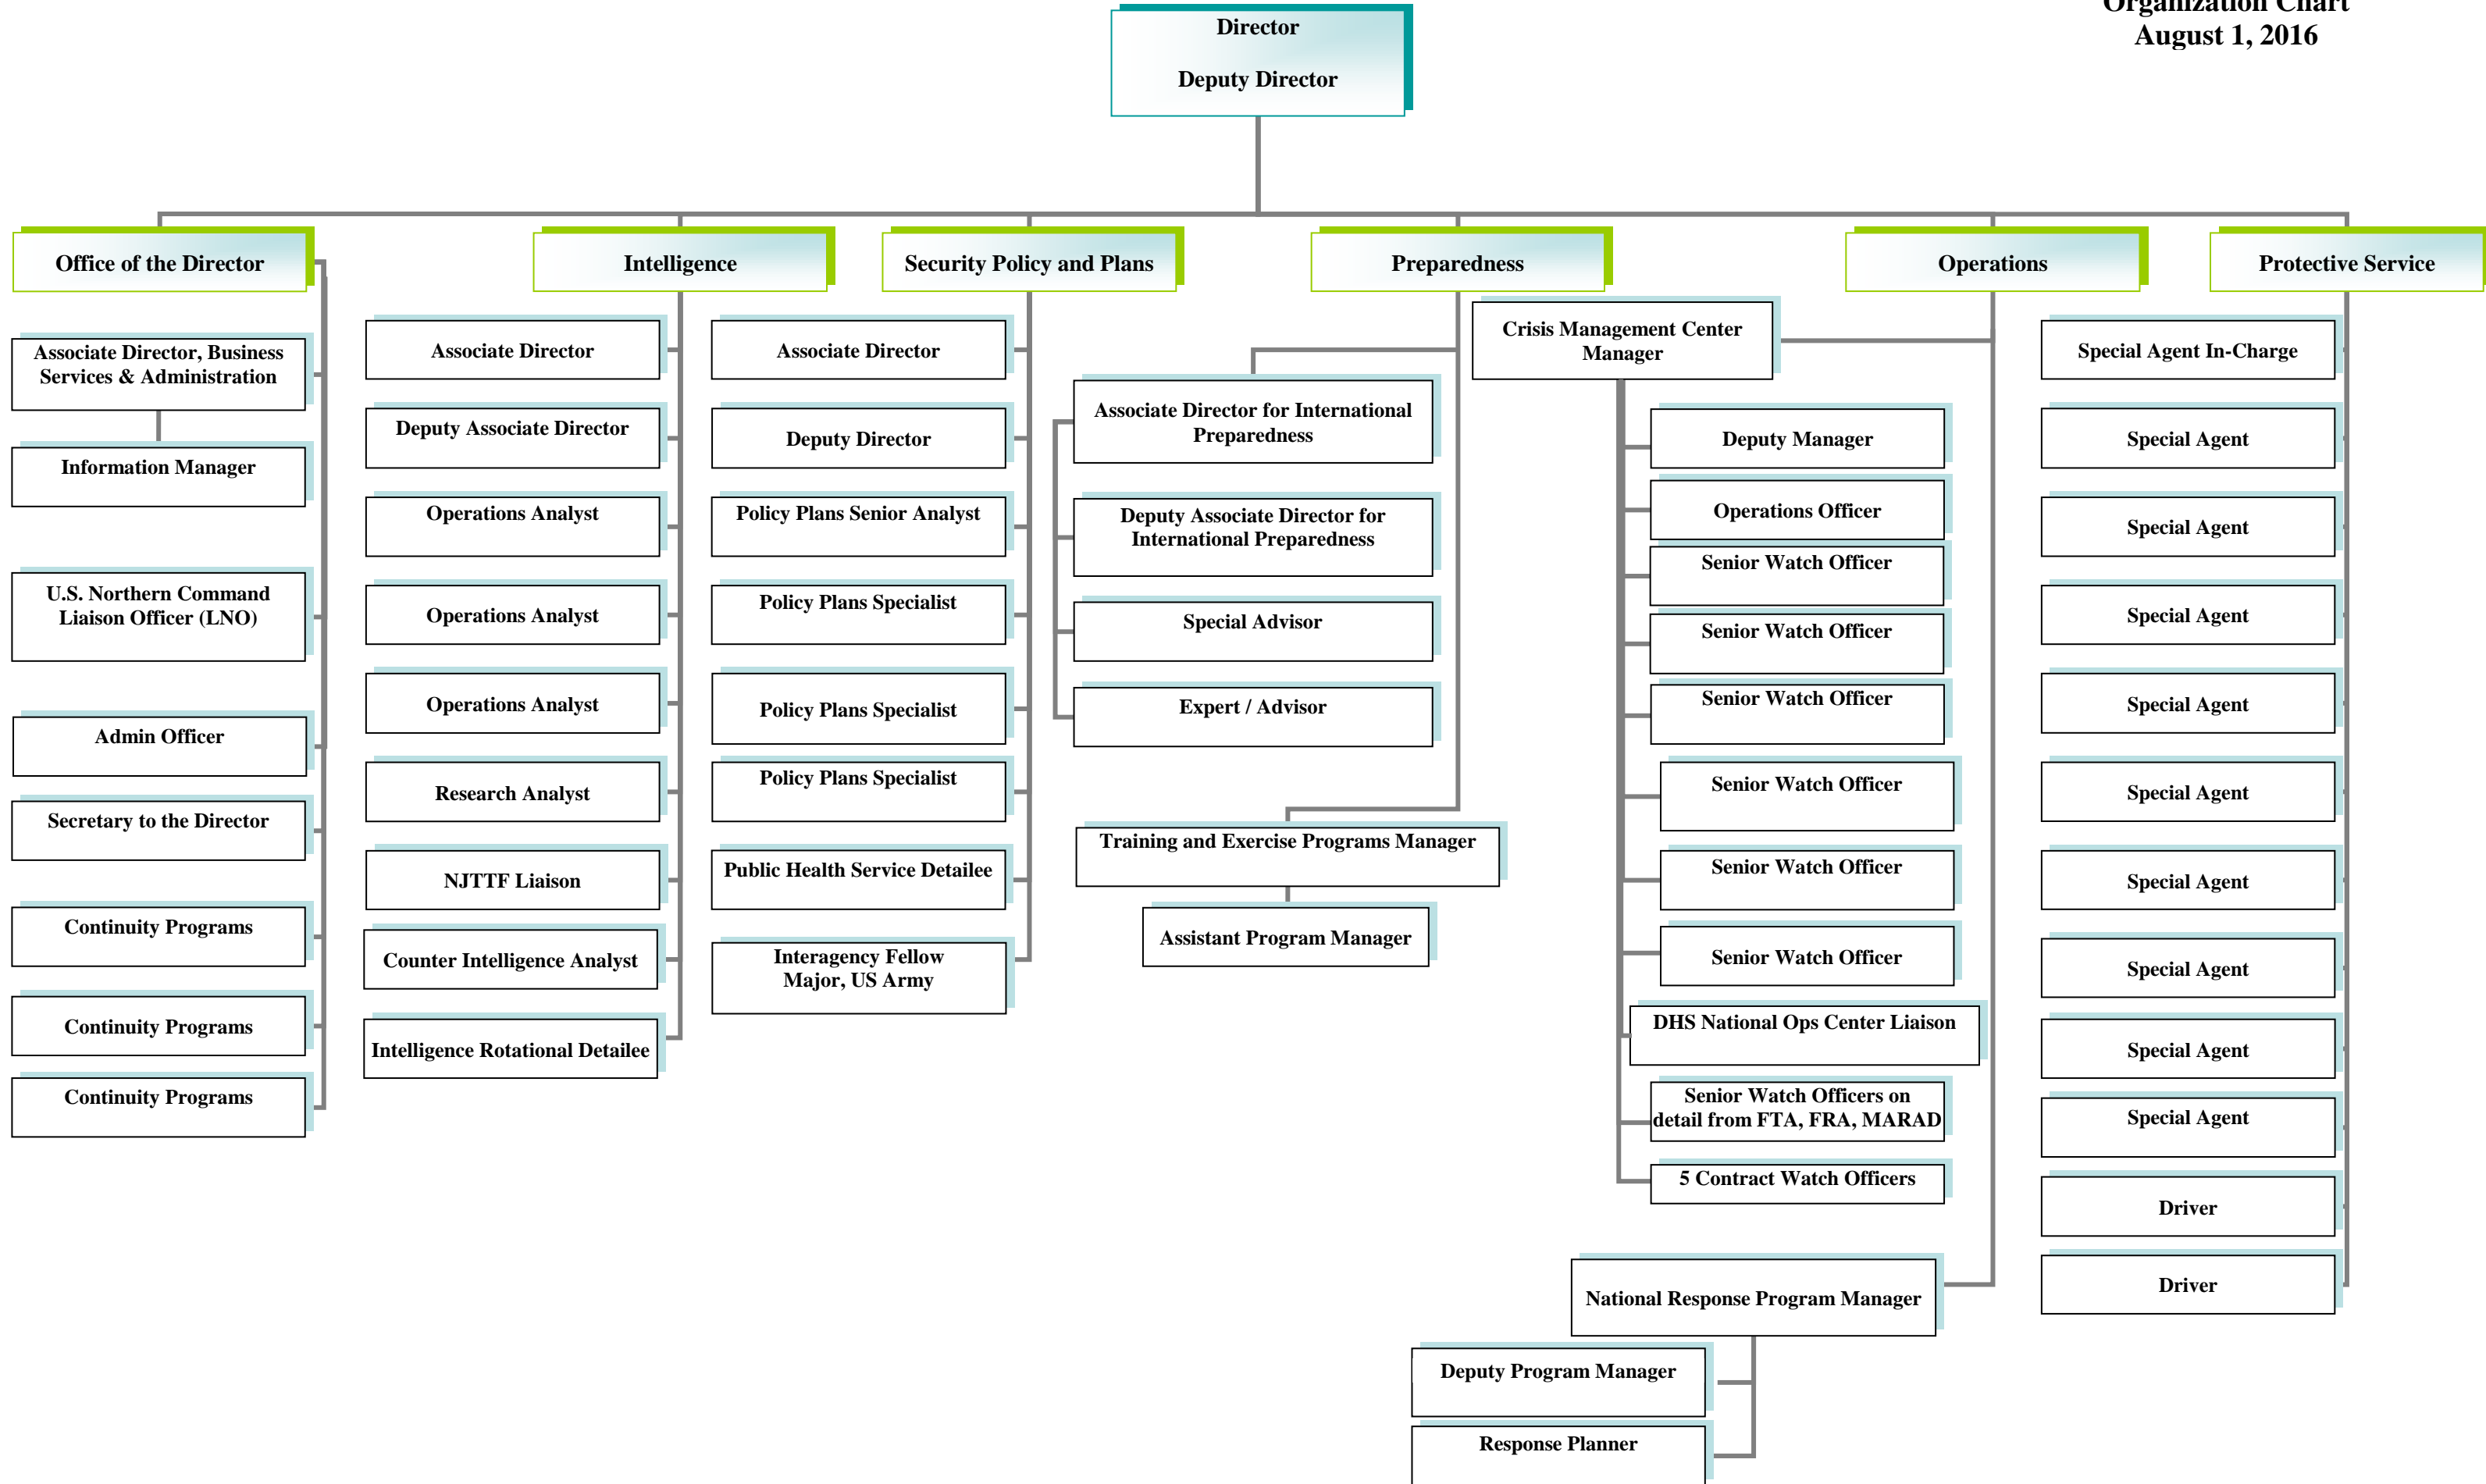 Organization Chart
August 1, 2016
Director
Deputy Director
Office of the Director
Intelligence
Security Policy and Plans
Preparedness
Operations
Protective Service
Associate Director, Business
Services & Administration
Information Manager
U.S. Northern Command
Liaison Officer (LNO)
Admin Officer
Secretary to the Director
Continuity Programs
Continuity Programs
Continuity Programs
Associate Director
Deputy Associate Director
Operations Analyst
Operations Analyst
Operations Analyst
Research Analyst
NJTTF Liaison
Counter Intelligence Analyst
Intelligence Rotational Detailee
Associate Director
Deputy Director
Policy Plans Senior Analyst
Policy Plans Specialist
Policy Plans Specialist
Policy Plans Specialist
Public Health Service Detailee
Interagency Fellow
Major, US Army
Associate Director for International
Preparedness
Deputy Associate Director for
International Preparedness
Special Advisor
Expert / Advisor
Training and Exercise Programs Manager
Assistant Program Manager
Crisis Management Center
Manager
Deputy Manager
Operations Officer
Senior Watch Officer
Senior Watch Officer
Senior Watch Officer
Senior Watch Officer
Senior Watch Officer
Senior Watch Officer
DHS National Ops Center Liaison
Senior Watch Officers on
detail from FTA, FRA, MARAD
5 Contract Watch Officers
National Response Program Manager
Deputy Program Manager
Response Planner
Special Agent In-Charge
Special Agent
Special Agent
Special Agent
Special Agent
Special Agent
Special Agent
Special Agent
Special Agent
Special Agent
Driver
Driver